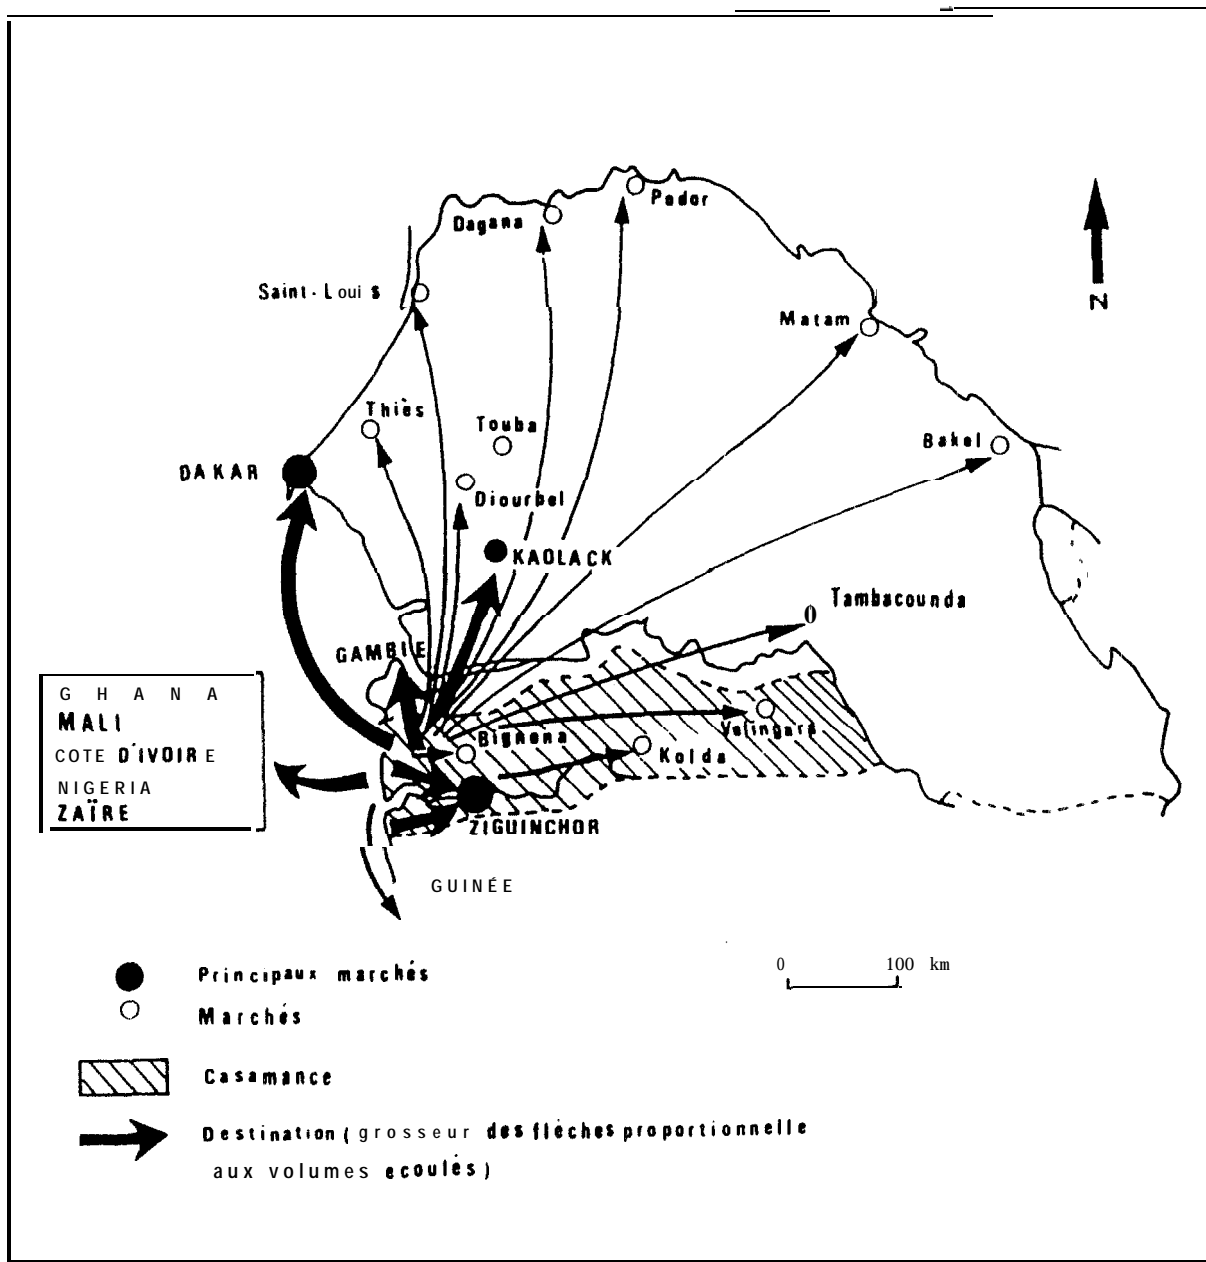 Podor
Dagana
Saint-Louis
Matam
N
Thiès
Touba
Bakel
DAKAR
Diourbel
KAOLACK
Tambacounda
GAMBIE
GHANA
MALI
COTE D'IVOIRE
NIGERIA
ZAÏRE
Bignona
Velingara
Kolda
ZIGUINCHOR
GUINÉE
0 100 km
Principaux marchés
Marchés
Casamance
Destination (grosseur des flèches proportionnelle
aux volumes ecoulés)